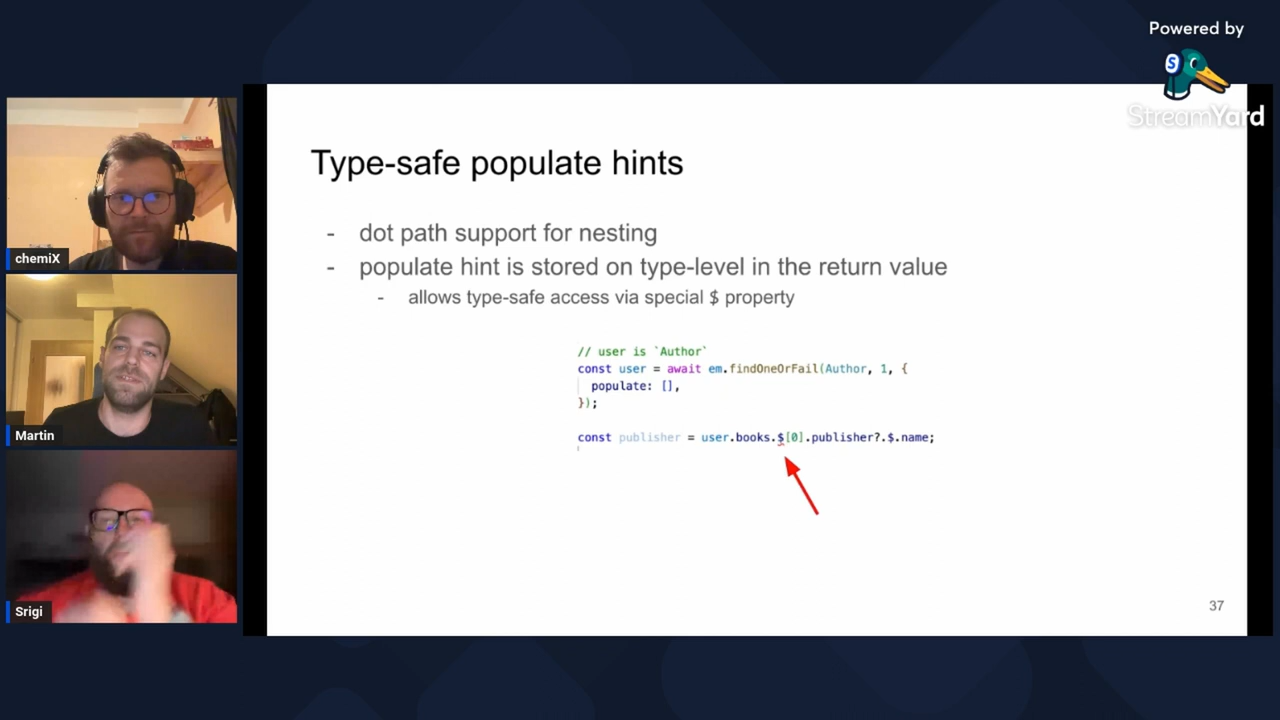 Powered by
StreamYard
chemiX
Martin
Srigi
Type-safe populate hints
- dot path support for nesting
- populate hint is stored on type-level in the return value
- allows type-safe access via special $ property
// user is `Author`
const user = await em.findOneOrFail(Author, 1, {
populate: [],
});
const publisher = user.books.$[0].publisher?.$.name;
37